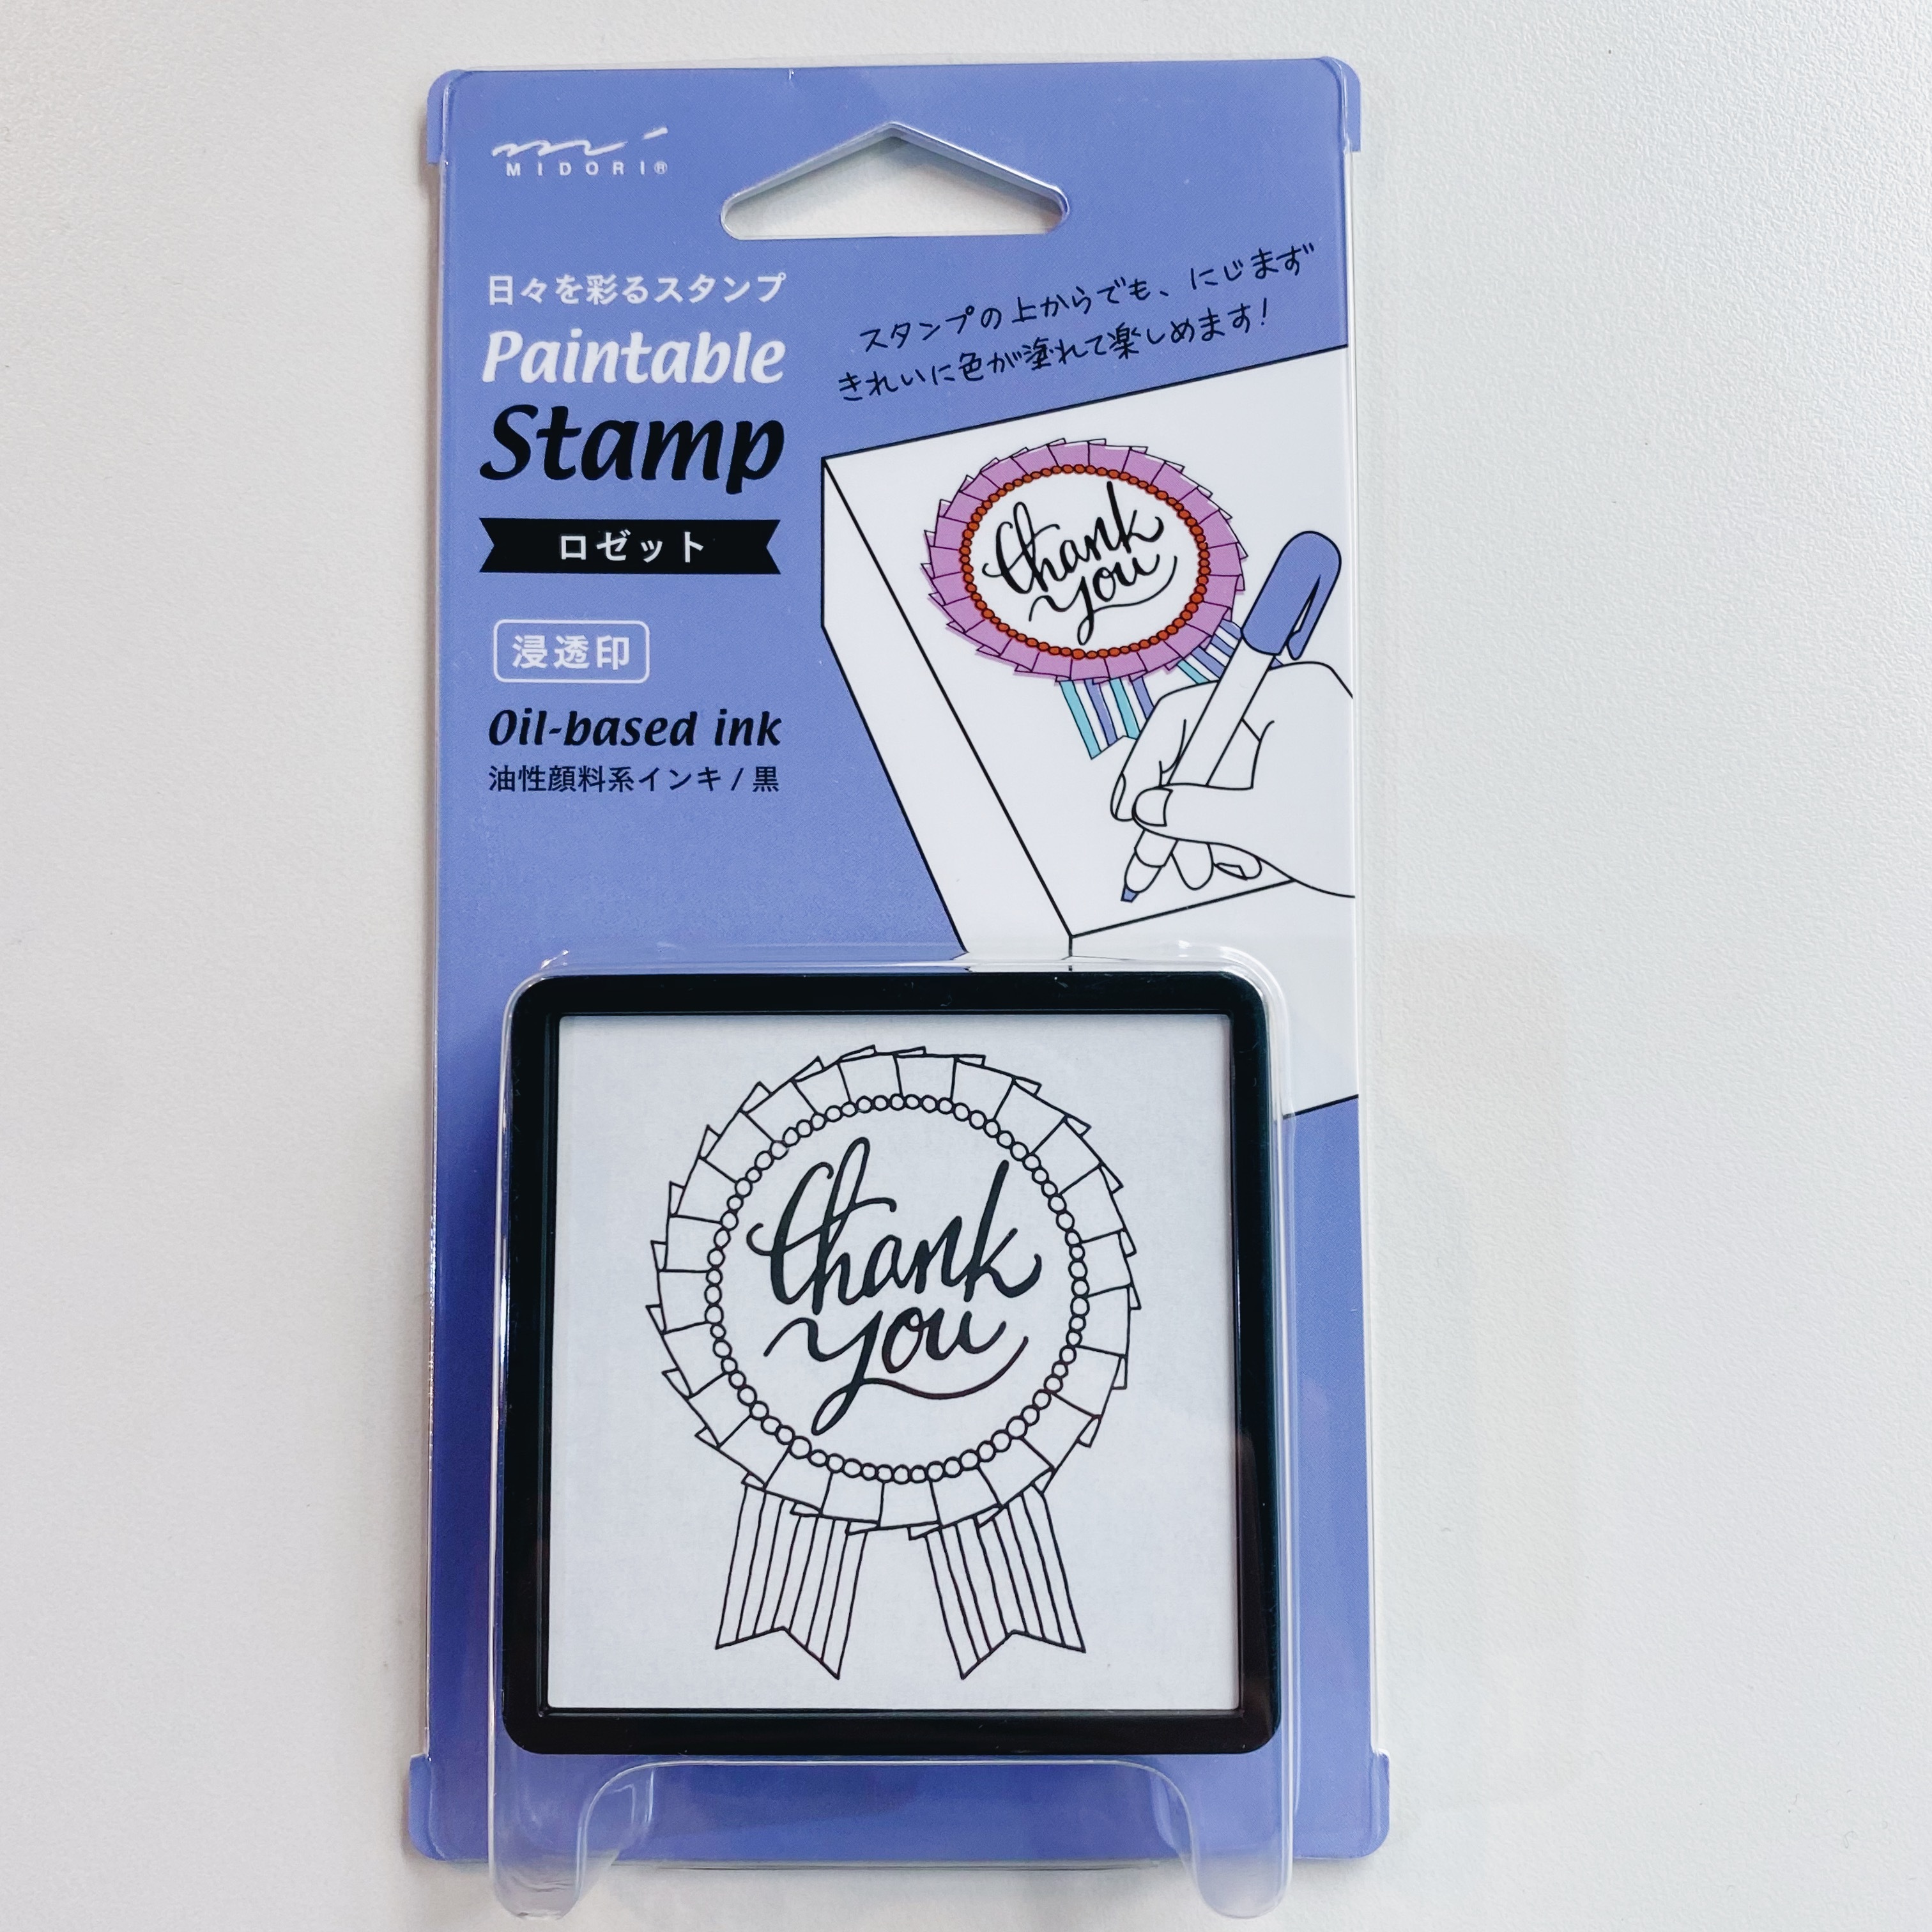 mi
MIDORI®
日々を彩るスタンプ
Paintable
Stamp
ロゼット
浸透印
Oil-based ink
油性顔料系インキ / 黒
スタンプの上からでも、にじまず
きれいに色が塗れて楽しめます！
thank
you
thank
you